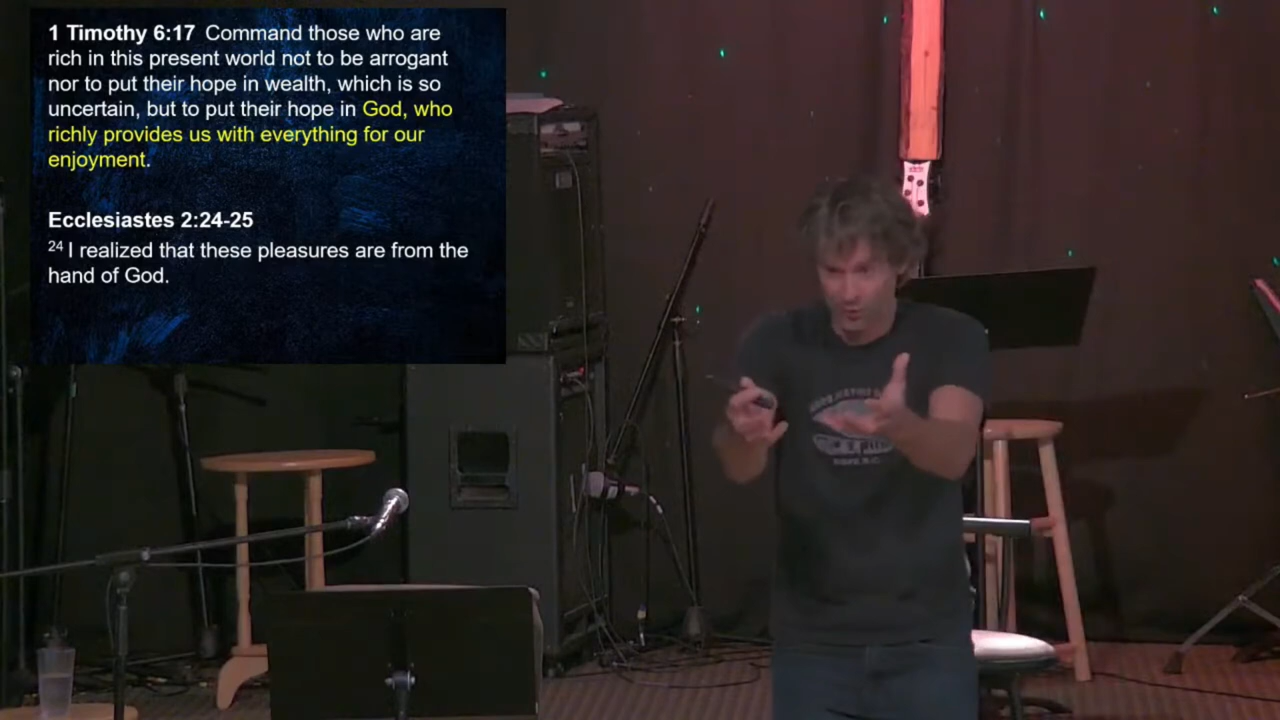 1 Timothy 6:17 Command those who are
rich in this present world not to be arrogant
nor to put their hope in wealth, which is so
uncertain, but to put their hope in God, who
richly provides us with everything for our
enjoyment.
Ecclesiastes 2:24-25
24 I realized that these pleasures are from the
hand of God.